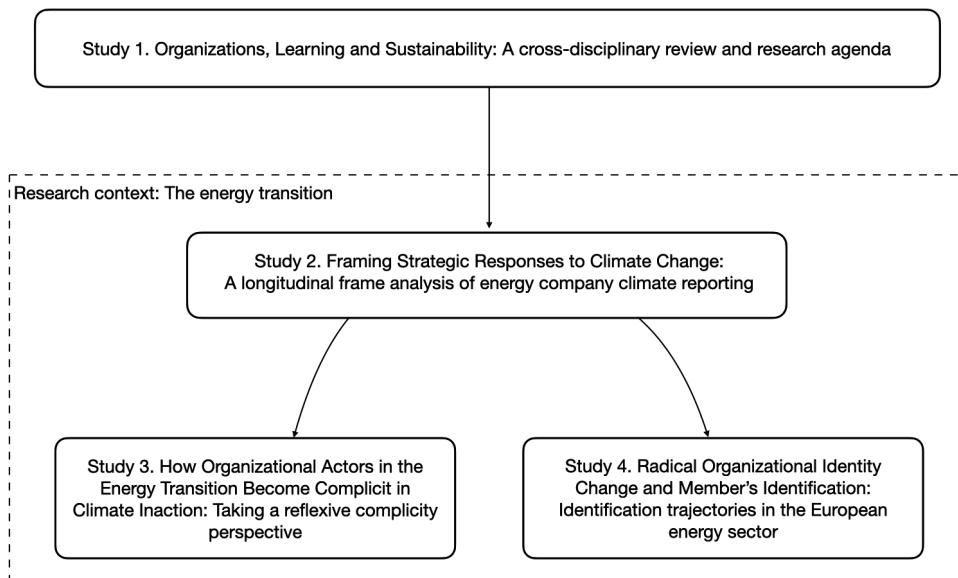 Study 1. Organizations, Learning and Sustainability: A cross-disciplinary review and research agenda
Research context: The energy transition
Study 2. Framing Strategic Responses to Climate Change:
A longitudinal frame analysis of energy company climate reporting
Study 3. How Organizational Actors in the
Energy Transition Become Complicit in
Climate Inaction: Taking a reflexive complicity
perspective
Study 4. Radical Organizational Identity
Change and Member's Identification:
Identification trajectories in the European
energy sector